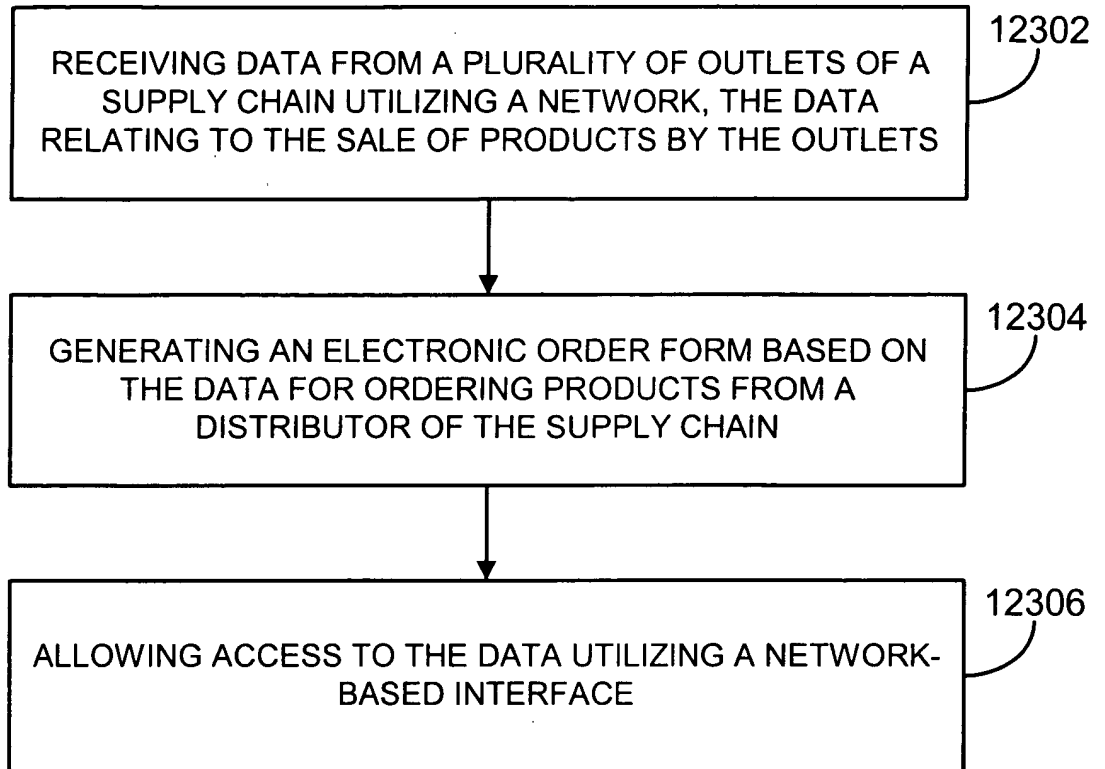 12302
RECEIVING DATA FROM A PLURALITY OF OUTLETS OF A
SUPPLY CHAIN UTILIZING A NETWORK, THE DATA
RELATING TO THE SALE OF PRODUCTS BY THE OUTLETS
12304
GENERATING AN ELECTRONIC ORDER FORM BASED ON
THE DATA FOR ORDERING PRODUCTS FROM A
DISTRIBUTOR OF THE SUPPLY CHAIN
12306
ALLOWING ACCESS TO THE DATA UTILIZING A NETWORK-
BASED INTERFACE